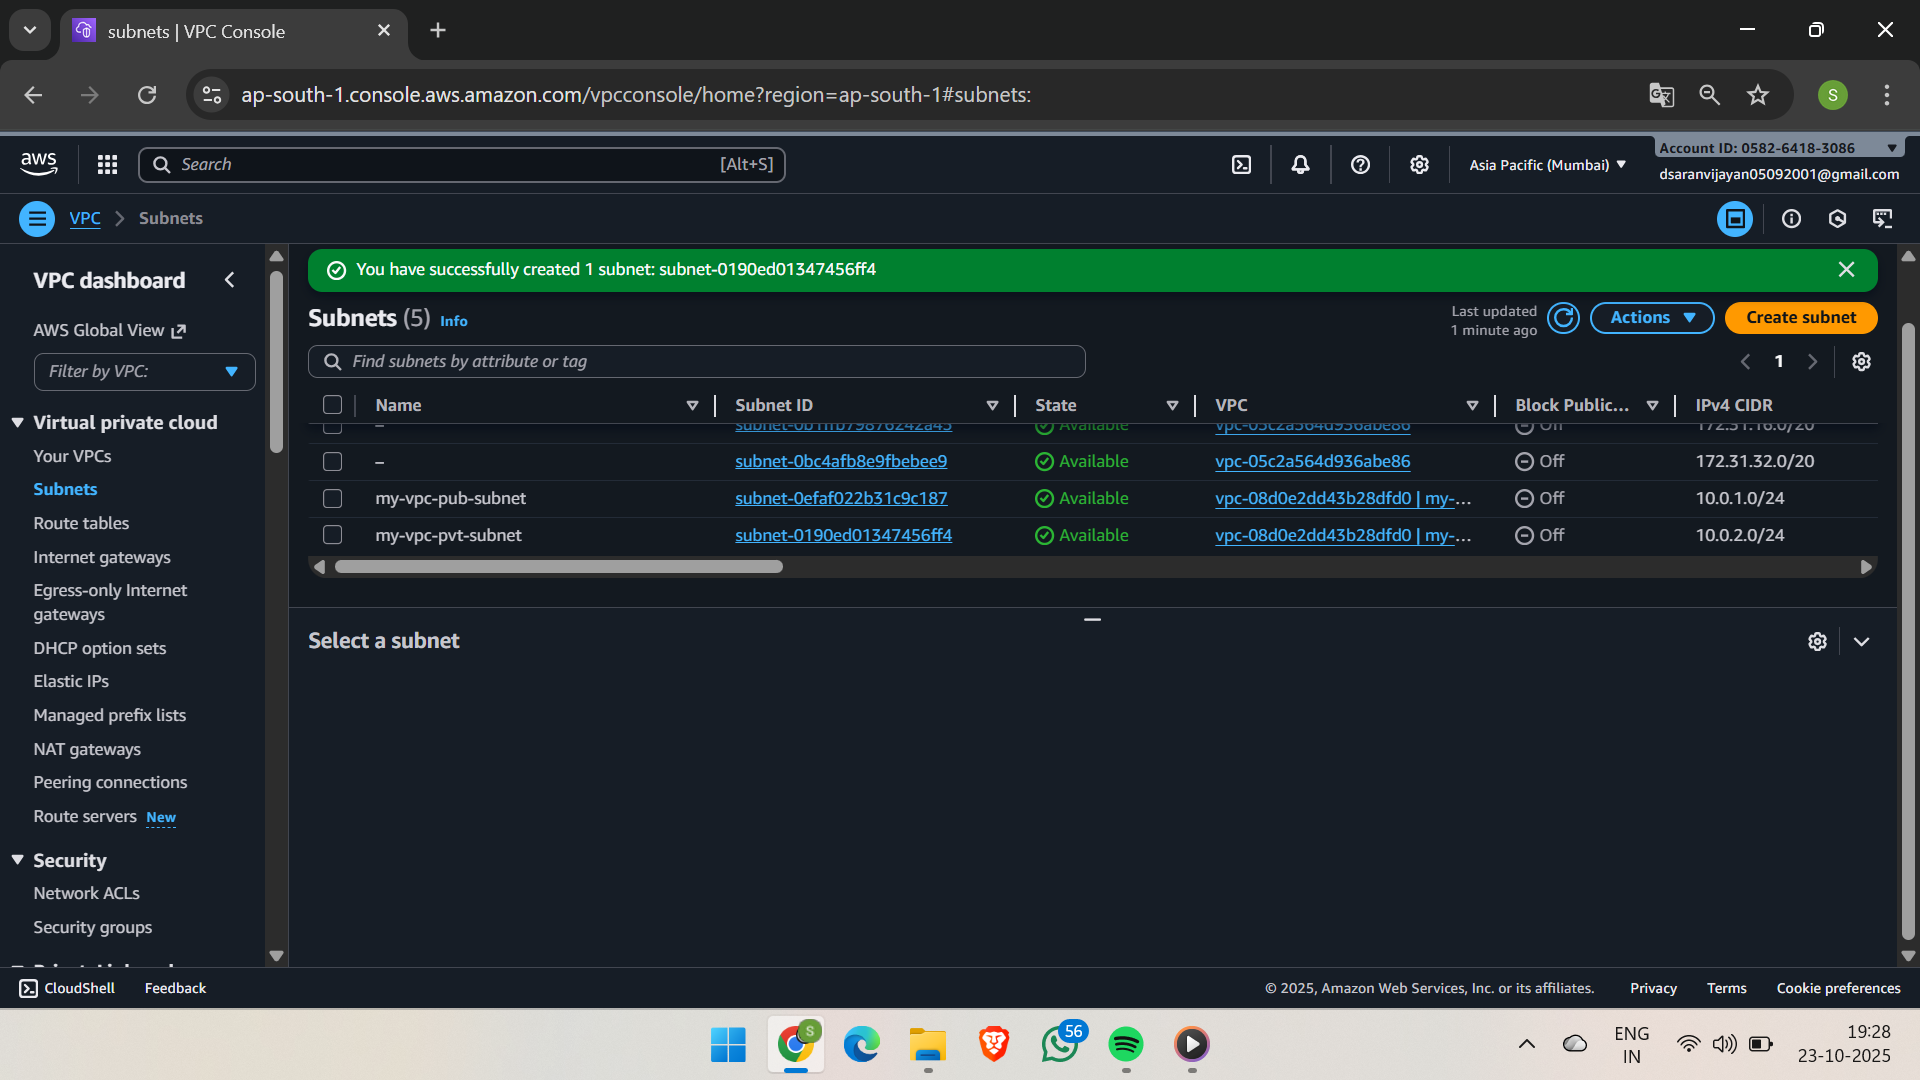 subnets | VPC Console
ap-south-1.console.aws.amazon.com/vpcconsole/home?region=ap-south-1#subnets:
S
aws
Search
[Alt+S]
Asia Pacific (Mumbai)
Account ID: 0582-6418-3086
dsaranvijayan05092001@gmail.com
VPC
Subnets
VPC dashboard
AWS Global View
Filter by VPC:
Virtual private cloud
Your VPCs
Subnets
Route tables
Internet gateways
Egress-only Internet
gateways
DHCP option sets
Elastic IPs
Managed prefix lists
NAT gateways
Peering connections
Route servers New
Security
Network ACLs
Security groups
You have successfully created 1 subnet: subnet-0190ed01347456ff4
Subnets (5) Info
Last updated
1 minute ago
Actions
Create subnet
Find subnets by attribute or tag
1
Name Subnet ID State VPC Block Public... IPv4 CIDR
– Available vpc-05c2a564d936abe86 Off 172.31.16.0/20
– subnet-0bc4afb8e9fbebee9 Available vpc-05c2a564d936abe86 Off 172.31.32.0/20
my-vpc-pub-subnet subnet-0efaf022b31c9c187 Available vpc-08d0e2dd43b28dfd0 | my-... Off 10.0.1.0/24
my-vpc-pvt-subnet subnet-0190ed01347456ff4 Available vpc-08d0e2dd43b28dfd0 | my-... Off 10.0.2.0/24
Select a subnet
CloudShell
Feedback
© 2025, Amazon Web Services, Inc. or its affiliates.
Privacy
Terms
Cookie preferences
S
56
ENG
IN
19:28
23-10-2025